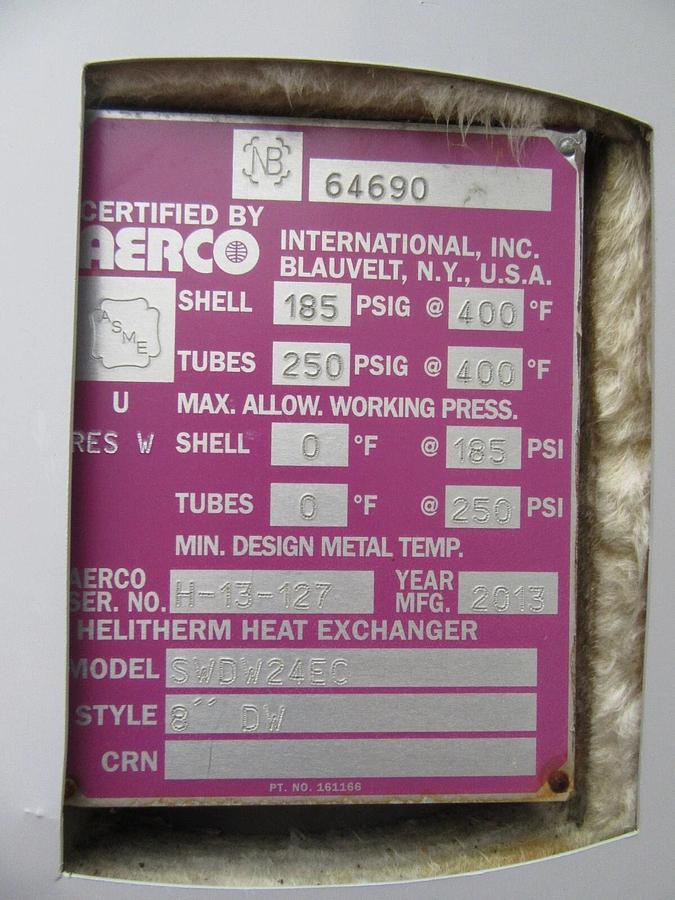 NB
64690
CERTIFIED BY
AERCO INTERNATIONAL, INC.
BLAUVELT, N.Y., U.S.A.
ASME
SHELL 185 PSIG @ 400 °F
TUBES 250 PSIG @ 400 °F
U MAX. ALLOW. WORKING PRESS.
RES W SHELL 0 °F @ 185 PSI
TUBES 0 °F @ 250 PSI
MIN. DESIGN METAL TEMP.
AERCO
SER. NO. H-13-127
YEAR
MFG. 2013
HELITHERM HEAT EXCHANGER
MODEL SWDW24EC
STYLE 8´´ DW
CRN
PT. NO. 161166